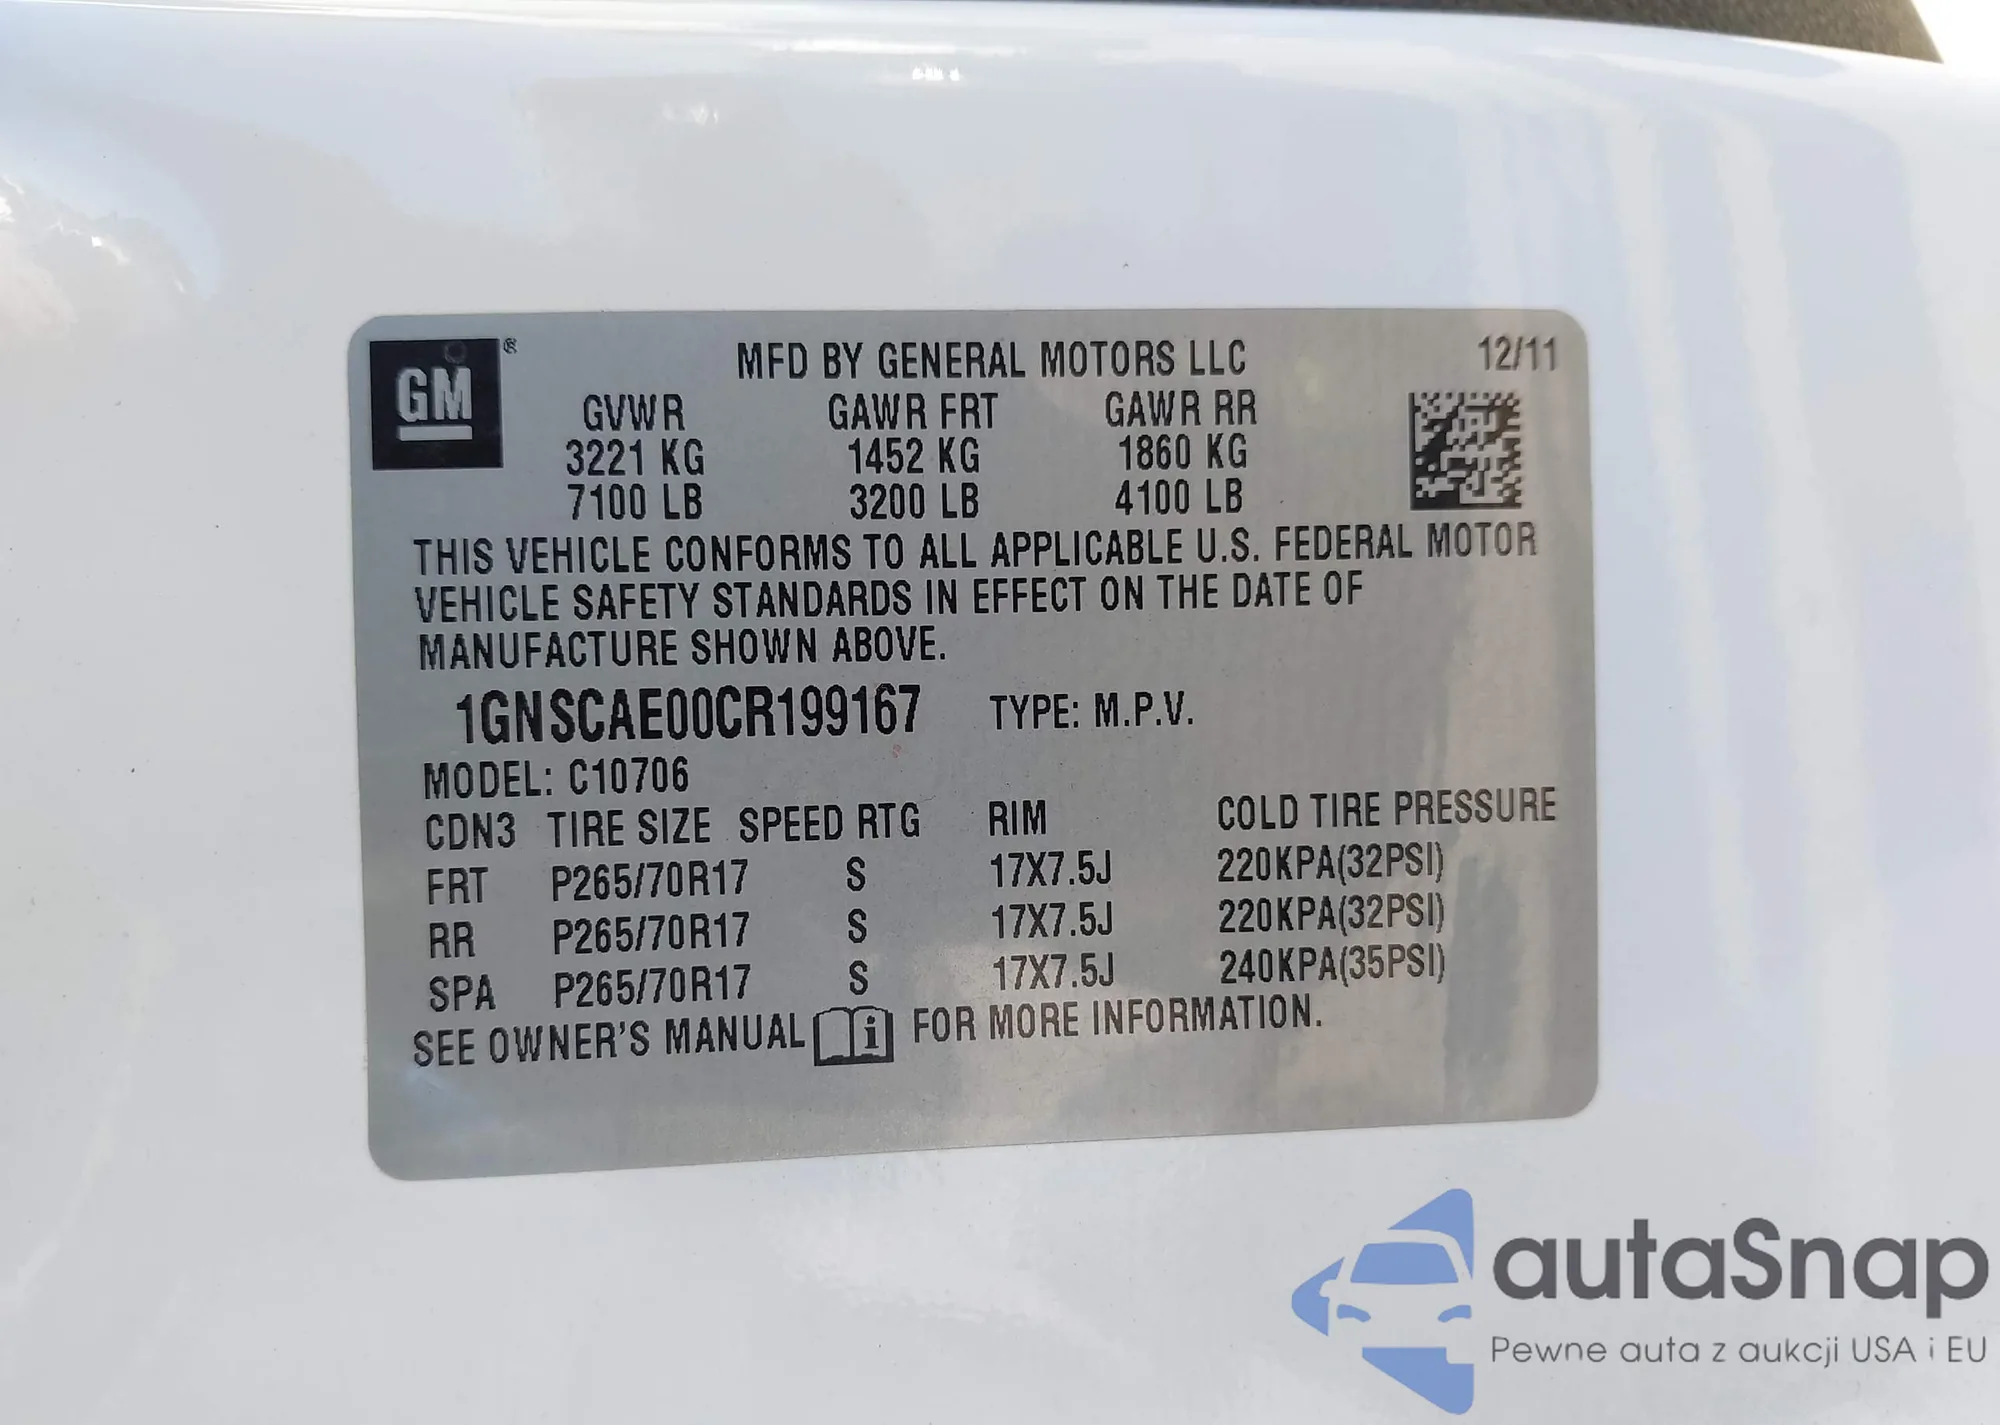 GM ®
MFD BY GENERAL MOTORS LLC 12/11
GVWR GAWR FRT GAWR RR
3221 KG 1452 KG 1860 KG
7100 LB 3200 LB 4100 LB
THIS VEHICLE CONFORMS TO ALL APPLICABLE U.S. FEDERAL MOTOR
VEHICLE SAFETY STANDARDS IN EFFECT ON THE DATE OF
MANUFACTURE SHOWN ABOVE.
1GNSCAE00CR199167 TYPE: M.P.V.
MODEL: C10706
CDN3 TIRE SIZE SPEED RTG RIM COLD TIRE PRESSURE
FRT P265/70R17 S 17X7.5J 220KPA(32PSI)
RR P265/70R17 S 17X7.5J 220KPA(32PSI)
SPA P265/70R17 S 17X7.5J 240KPA(35PSI)
SEE OWNER'S MANUAL i FOR MORE INFORMATION.
autaSnap
Pewne auta z aukcji USA i EU